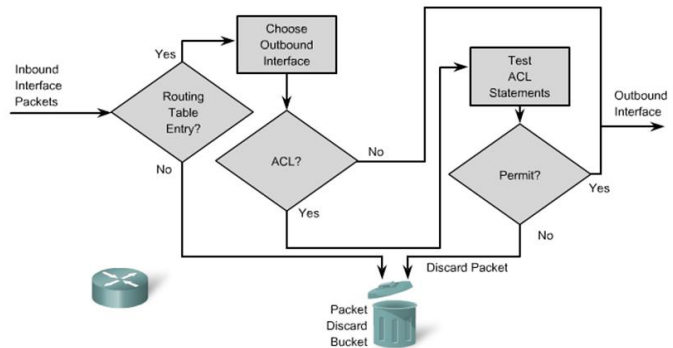 Inbound
Interface
Packets
Yes
Routing
Table
Entry?
No
Choose
Outbound
Interface
ACL?
No
Yes
Test
ACL
Statements
Permit?
Yes
No
Outbound
Interface
Discard Packet
Packet
Discard
Bucket